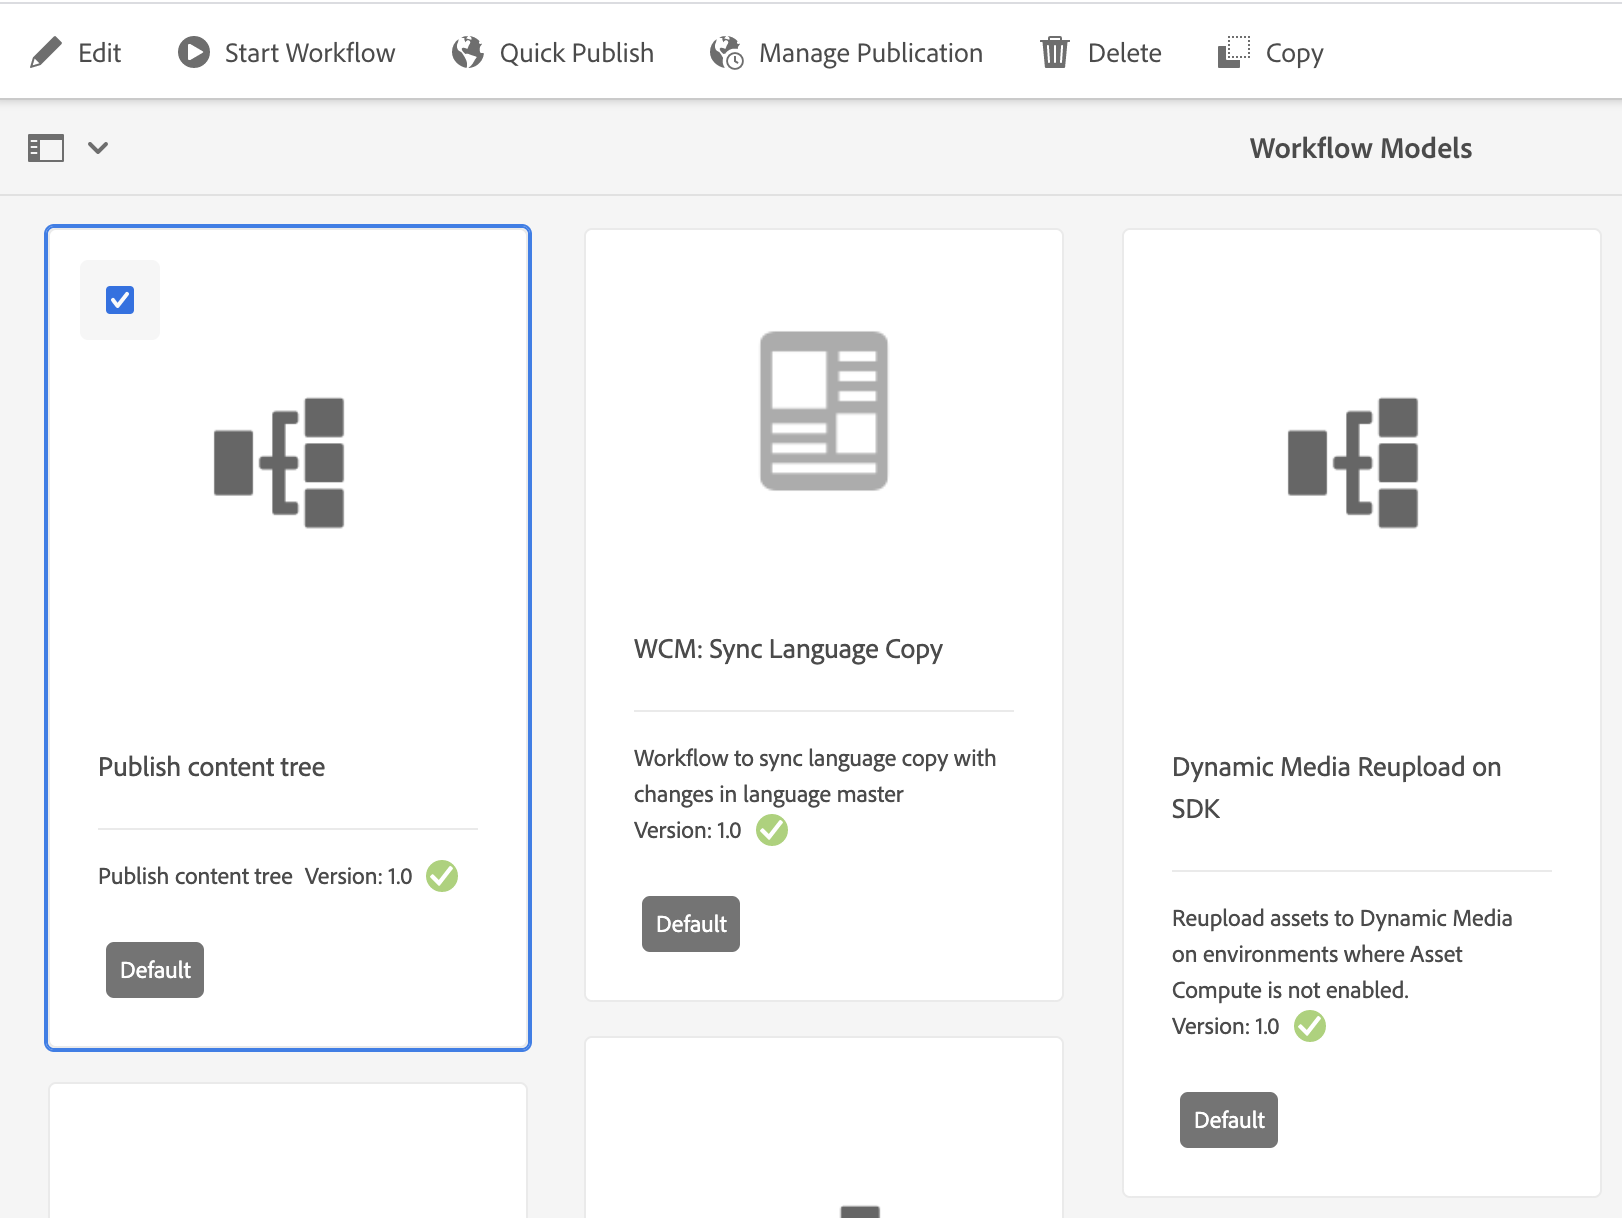 Edit
Start Workflow
Quick Publish
Manage Publication
Delete
Copy
Workflow Models
Publish content tree
Publish content tree Version: 1.0
Default
WCM: Sync Language Copy
Workflow to sync language copy with
changes in language master
Version: 1.0
Default
Dynamic Media Reupload on
SDK
Reupload assets to Dynamic Media
on environments where Asset
Compute is not enabled.
Version: 1.0
Default